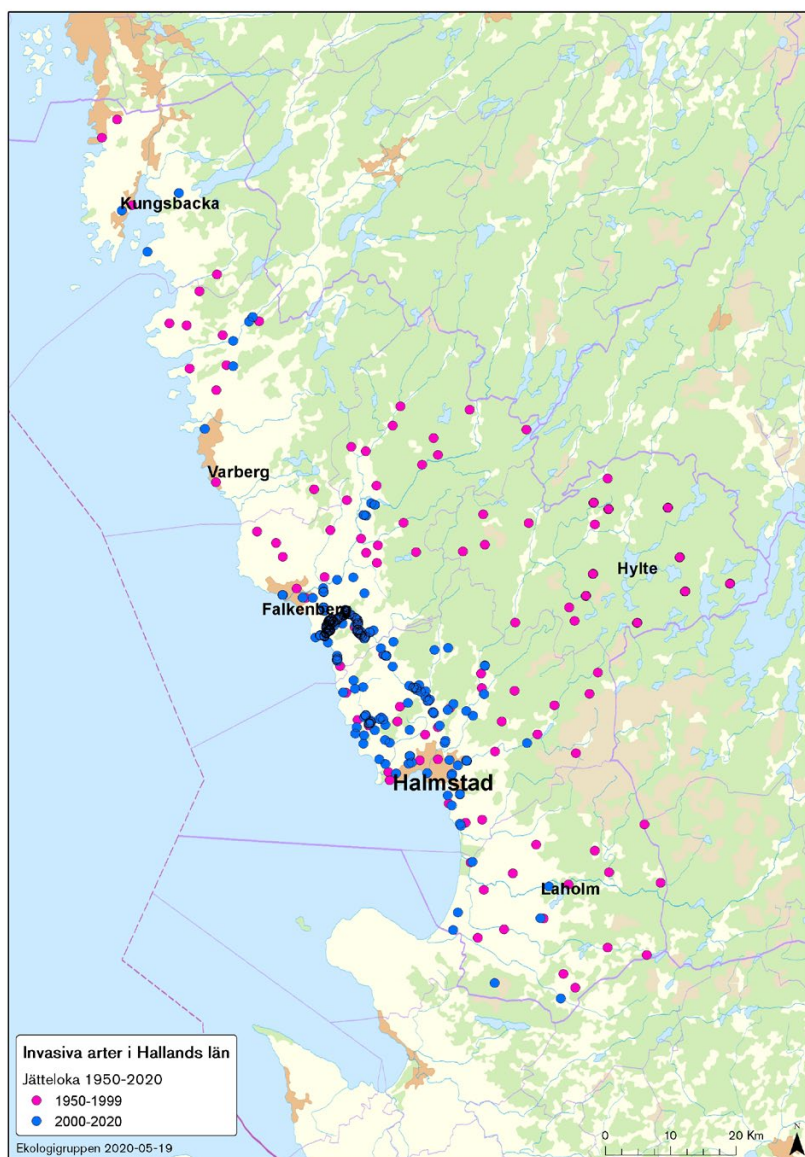 Kungsbacka
Varberg
Hylte
Falkenberg
Halmstad
Laholm
Invasiva arter i Hallands län
Jätteloka 1950-2020
1950-1999
2000-2020
Ekologigruppen 2020-05-19
0 10 20 Km
N